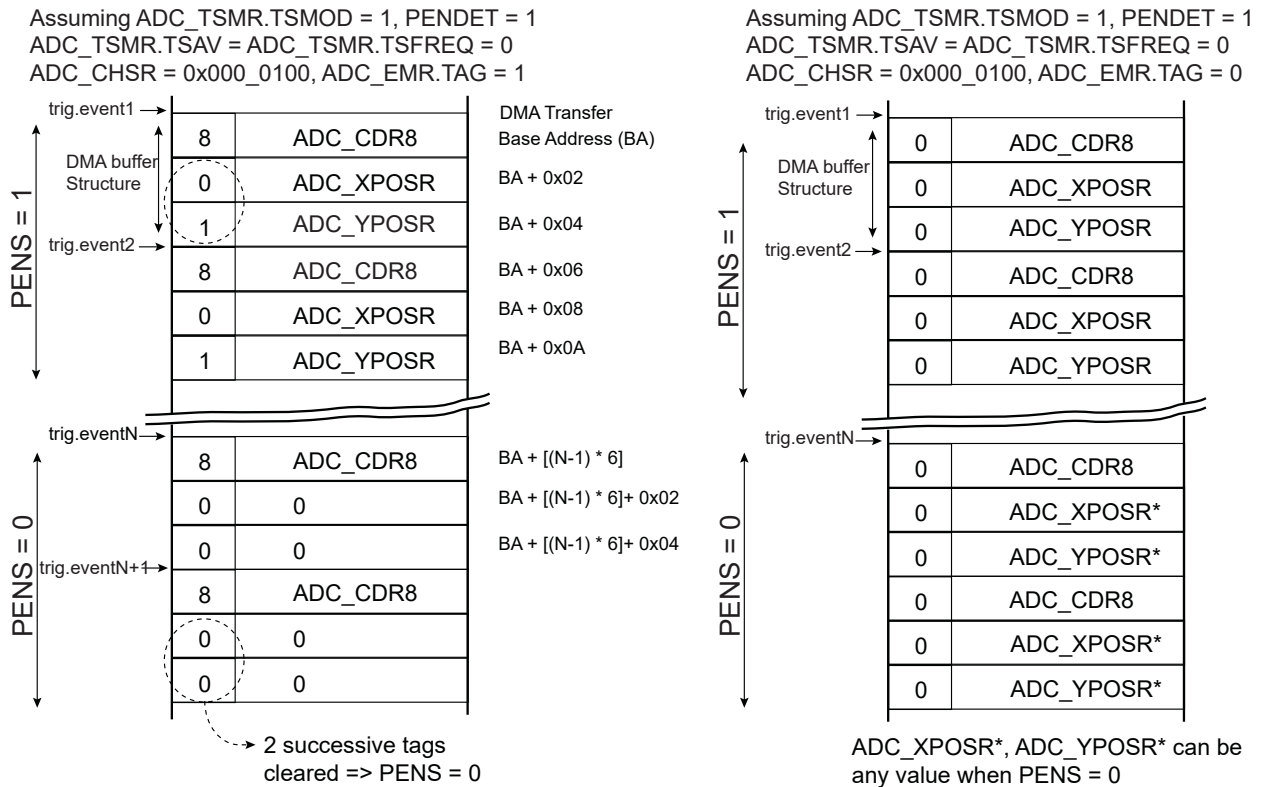 Assuming ADC_TSMR.TSMOD = 1, PENDET = 1
ADC_TSMR.TSAV = ADC_TSMR.TSFREQ = 0
ADC_CHSR = 0x000_0100, ADC_EMR.TAG = 1
trig.event1
DMA Transfer
8 ADC_CDR8 Base Address (BA)
DMA buffer
Structure
0 ADC_XPOSR BA + 0x02
1 ADC_YPOSR BA + 0x04
PENS = 1
trig.event2
8 ADC_CDR8 BA + 0x06
0 ADC_XPOSR BA + 0x08
1 ADC_YPOSR BA + 0x0A
trig.eventN
8 ADC_CDR8 BA + [(N-1) * 6]
0 0 BA + [(N-1) * 6]+ 0x02
0 0 BA + [(N-1) * 6]+ 0x04
PENS = 0
trig.eventN+1
8 ADC_CDR8
0 0
0 0
2 successive tags
cleared => PENS = 0
Assuming ADC_TSMR.TSMOD = 1, PENDET = 1
ADC_TSMR.TSAV = ADC_TSMR.TSFREQ = 0
ADC_CHSR = 0x000_0100, ADC_EMR.TAG = 0
trig.event1
0 ADC_CDR8
DMA buffer
Structure
0 ADC_XPOSR
0 ADC_YPOSR
PENS = 1
trig.event2
0 ADC_CDR8
0 ADC_XPOSR
0 ADC_YPOSR
trig.eventN
0 ADC_CDR8
0 ADC_XPOSR*
0 ADC_YPOSR*
PENS = 0
0 ADC_CDR8
0 ADC_XPOSR*
0 ADC_YPOSR*
ADC_XPOSR*, ADC_YPOSR* can be
any value when PENS = 0